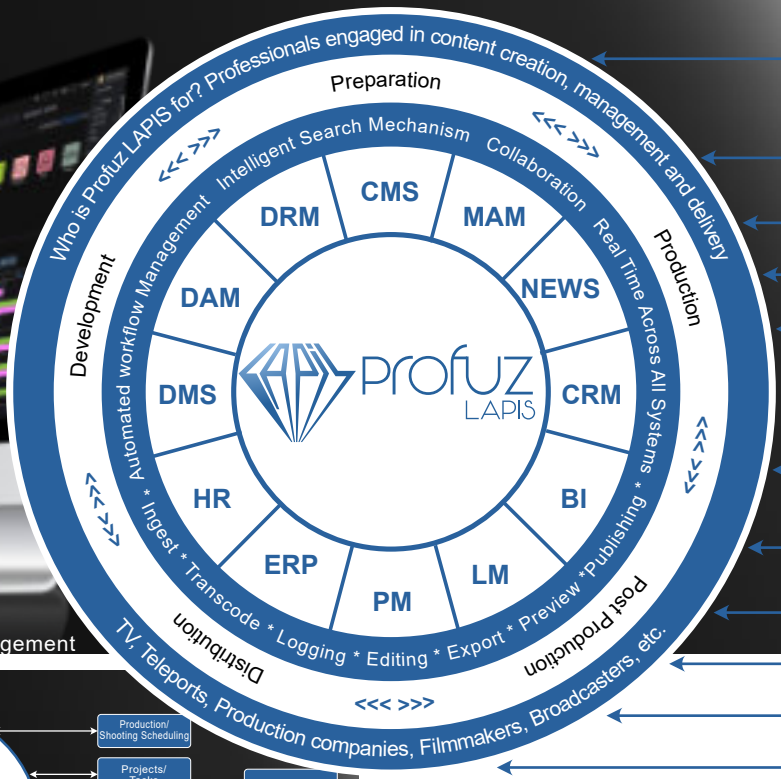 Who is Profuz LAPIS for? Professionals engaged in content creation, management and delivery
Preparation
<<< >>>
<<< >>>
Development
Production
Automated workflow Management
Intelligent Search Mechanism
Collaboration
Real Time Across All Systems
CMS
MAM
NEWS
CRM
BI
LM
PM
ERP
HR
DMS
DAM
DRM
PROFUZ
LAPIS
<<< >>>
<<< >>>
* Ingest * Transcode * Logging * Editing * Export * Preview *Publishing *
Distribution
Post Production
<<< >>>
TV, Teleports, Production companies, Filmmakers, Broadcasters, etc.
gement
Production/
Shooting Scheduling
Projects/